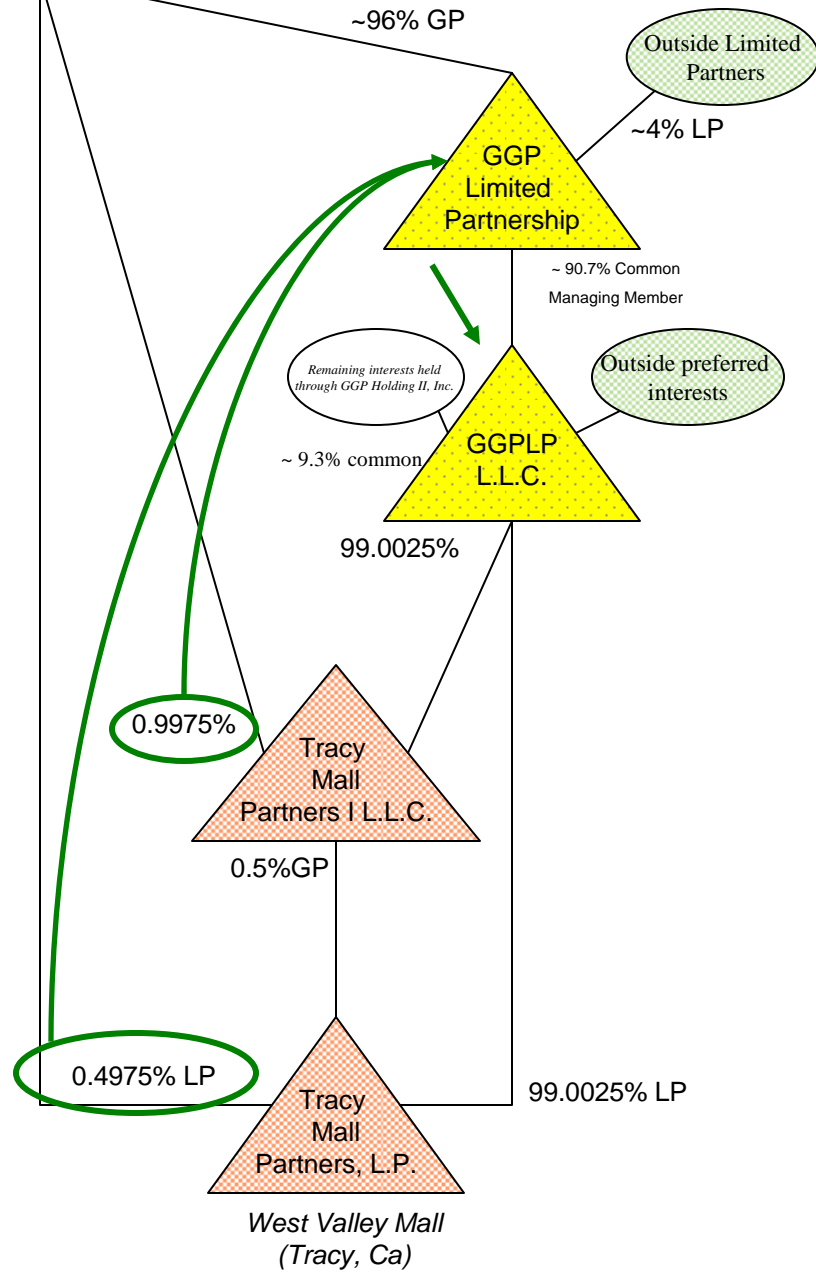 ~96% GP
Outside Limited
Partners
~4% LP
GGP
Limited
Partnership
~ 90.7% Common
Managing Member
Remaining interests held
through GGP Holding II, Inc.
Outside preferred
interests
GGPLP
L.L.C.
~ 9.3% common
99.0025%
0.9975%
Tracy
Mall
Partners I L.L.C.
0.5%GP
0.4975% LP
99.0025% LP
Tracy
Mall
Partners, L.P.
West Valley Mall
(Tracy, Ca)